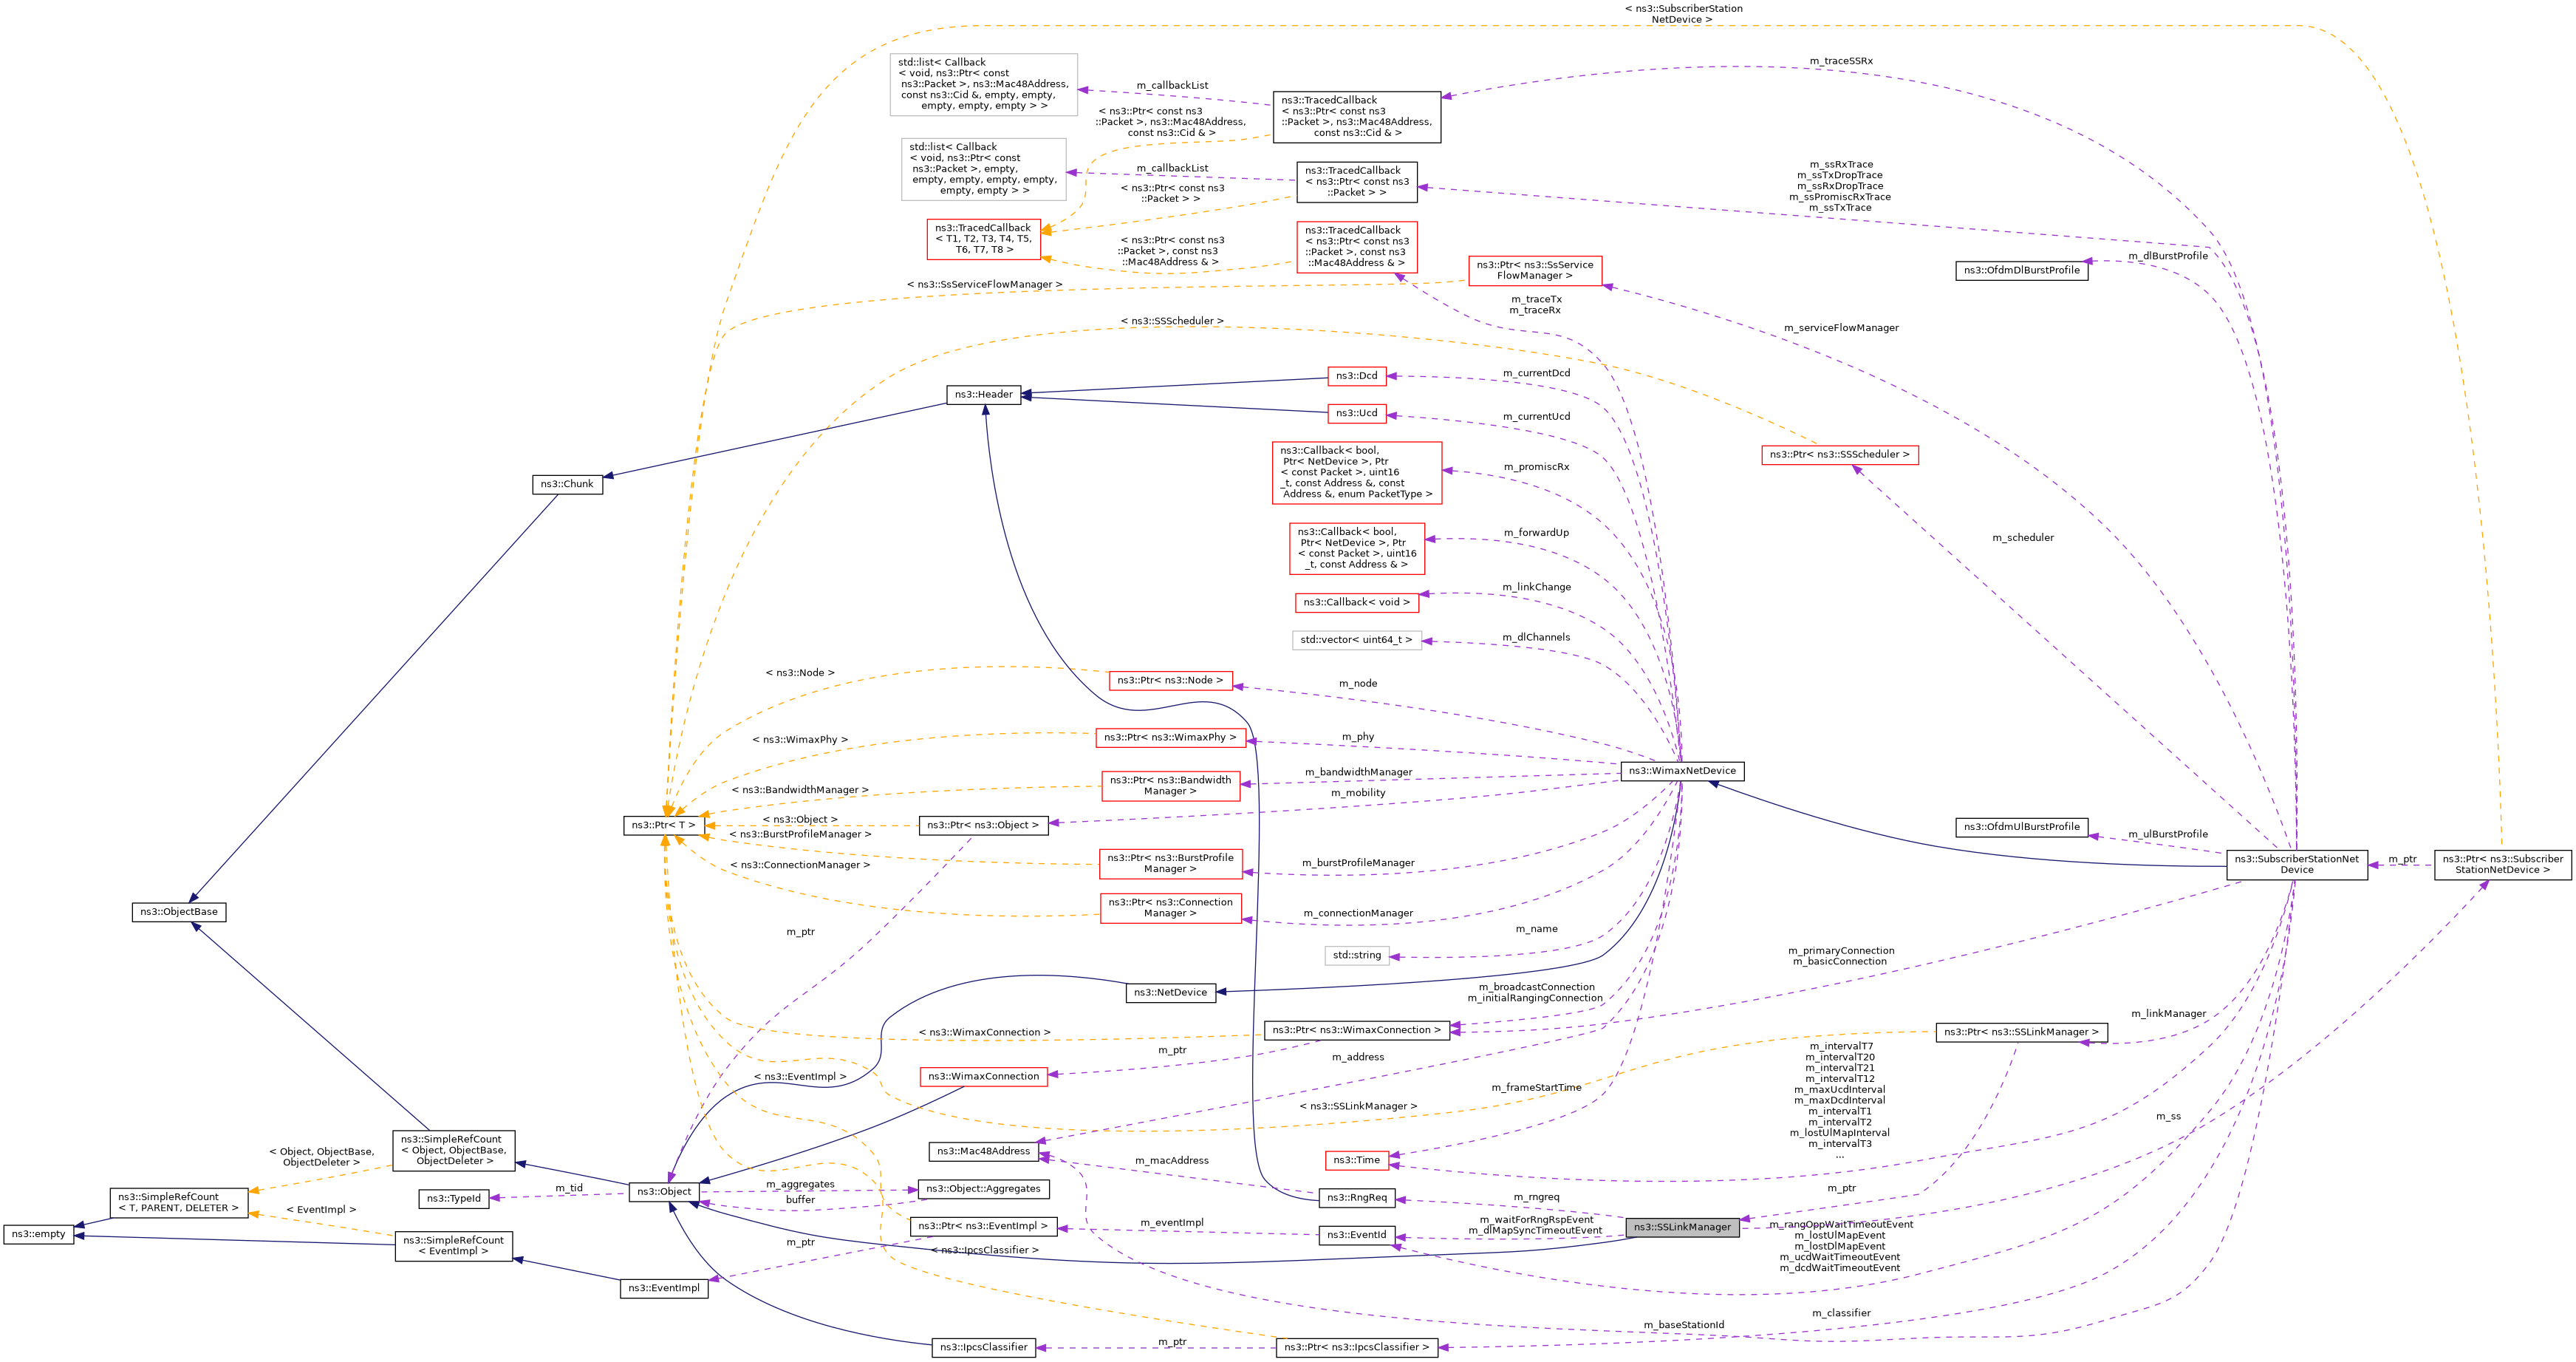 < ns3::SubscriberStation
NetDevice >
m_traceSSRx
std::list< Callback
< void, ns3::Ptr< const
ns3::Packet >, ns3::Mac48Address,
const ns3::Cid &, empty, empty,
empty, empty, empty > >
m_callbackList
ns3::TracedCallback
< ns3::Ptr< const ns3
::Packet >, ns3::Mac48Address,
const ns3::Cid & >
< ns3::Ptr< const ns3
::Packet >, ns3::Mac48Address,
const ns3::Cid & >
std::list< Callback
< void, ns3::Ptr< const
ns3::Packet >, empty,
empty, empty, empty, empty,
empty, empty > >
m_callbackList
ns3::TracedCallback
< ns3::Ptr< const ns3
::Packet > >
m_ssRxTrace
m_ssTxDropTrace
m_ssRxDropTrace
m_ssPromiscRxTrace
m_ssTxTrace
< ns3::Ptr< const ns3
::Packet > >
ns3::TracedCallback
< T1, T2, T3, T4, T5,
T6, T7, T8 >
< ns3::Ptr< const ns3
::Packet >, const ns3
::Mac48Address & >
ns3::TracedCallback
< ns3::Ptr< const ns3
::Packet >, const ns3
::Mac48Address & >
ns3::Ptr< ns3::SsService
FlowManager >
ns3::OfdmDlBurstProfile
m_dlBurstProfile
< ns3::SsServiceFlowManager >
m_traceTx
m_traceRx
m_serviceFlowManager
< ns3::SSScheduler >
ns3::Header
ns3::Dcd
m_currentDcd
ns3::Ucd
m_currentUcd
ns3::Chunk
ns3::Callback< bool,
Ptr< NetDevice >, Ptr
< const Packet >, uint16
_t, const Address &, const
Address &, enum PacketType >
m_promiscRx
ns3::Ptr< ns3::SSScheduler >
ns3::Callback< bool,
Ptr< NetDevice >, Ptr
< const Packet >, uint16
_t, const Address & >
m_forwardUp
m_scheduler
ns3::Callback< void >
m_linkChange
std::vector< uint64_t >
m_dlChannels
< ns3::Node >
ns3::Ptr< ns3::Node >
m_node
< ns3::WimaxPhy >
ns3::Ptr< ns3::WimaxPhy >
m_phy
ns3::WimaxNetDevice
< ns3::BandwidthManager >
ns3::Ptr< ns3::Bandwidth
Manager >
m_bandwidthManager
m_mobility
ns3::Ptr< T >
< ns3::Object >
ns3::Ptr< ns3::Object >
< ns3::BurstProfileManager >
ns3::OfdmUlBurstProfile
m_ulBurstProfile
ns3::Ptr< ns3::BurstProfile
Manager >
m_burstProfileManager
< ns3::ConnectionManager >
ns3::SubscriberStationNet
Device
m_ptr
ns3::Ptr< ns3::Subscriber
StationNetDevice >
ns3::ObjectBase
ns3::Ptr< ns3::Connection
Manager >
m_connectionManager
m_ptr
m_name
std::string
m_primaryConnection
m_basicConnection
ns3::NetDevice
m_broadcastConnection
m_initialRangingConnection
< ns3::WimaxConnection >
ns3::Ptr< ns3::WimaxConnection >
m_linkManager
ns3::Ptr< ns3::SSLinkManager >
m_ptr
m_address
ns3::WimaxConnection
< ns3::EventImpl >
m_frameStartTime
< ns3::SSLinkManager >
m_intervalT7
m_intervalT20
m_intervalT21
m_intervalT12
m_maxUcdInterval
m_maxDcdInterval
m_intervalT1
m_intervalT2
m_lostUlMapInterval
m_intervalT3
...
m_ss
ns3::SimpleRefCount
< Object, ObjectBase,
ObjectDeleter >
< Object, ObjectBase,
ObjectDeleter >
ns3::Mac48Address
m_macAddress
ns3::Time
ns3::SimpleRefCount
< T, PARENT, DELETER >
m_tid
ns3::TypeId
ns3::Object
m_aggregates
buffer
ns3::Object::Aggregates
ns3::RngReq
m_rngreq
m_ptr
< EventImpl >
ns3::empty
ns3::SimpleRefCount
< EventImpl >
ns3::Ptr< ns3::EventImpl >
m_eventImpl
ns3::EventId
m_waitForRngRspEvent
m_dlMapSyncTimeoutEvent
ns3::SSLinkManager
m_rangOppWaitTimeoutEvent
m_lostUlMapEvent
m_lostDlMapEvent
m_ucdWaitTimeoutEvent
m_dcdWaitTimeoutEvent
m_ptr
< ns3::IpcsClassifier >
ns3::EventImpl
m_baseStationId
m_classifier
ns3::IpcsClassifier
m_ptr
ns3::Ptr< ns3::IpcsClassifier >